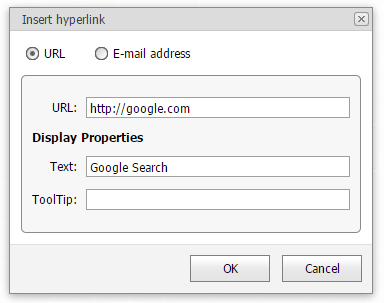 Insert hyperlink
URL E-mail address
URL: http://google.com
Display Properties
Text: Google Search
ToolTip:
OK Cancel